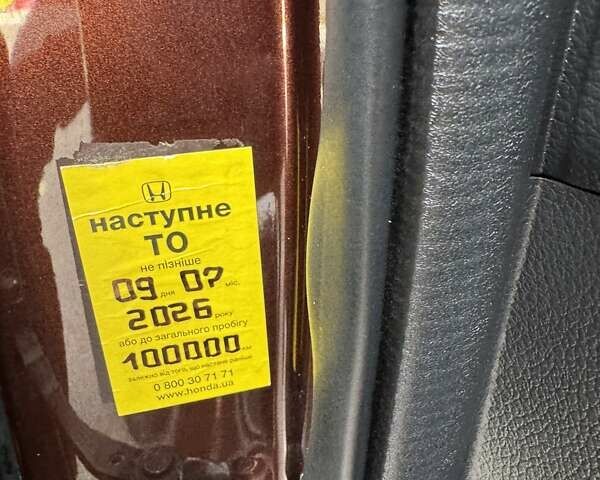 наступне
ТО
не пізніше
09 дня 07 міс.
2026 року
або до загального пробігу
100000 км
залежно від того, що настане раніше
0 800 30 71 71
www.honda.ua